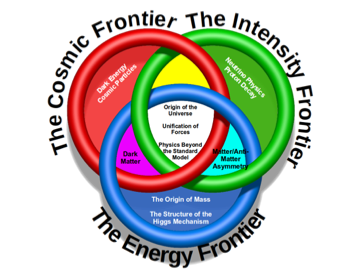 The Cosmic Frontier
The Intensity Frontier
Dark Energy
Cosmic Particles
Neutrino Physics
Proton Decay
Origin of the
Universe
Unification of
Forces
Physics Beyond
the Standard
Model
Dark
Matter
Matter/Anti-
Matter
Asymmetry
The Origin of Mass
The Structure of the
Higgs Mechanism
The Energy Frontier